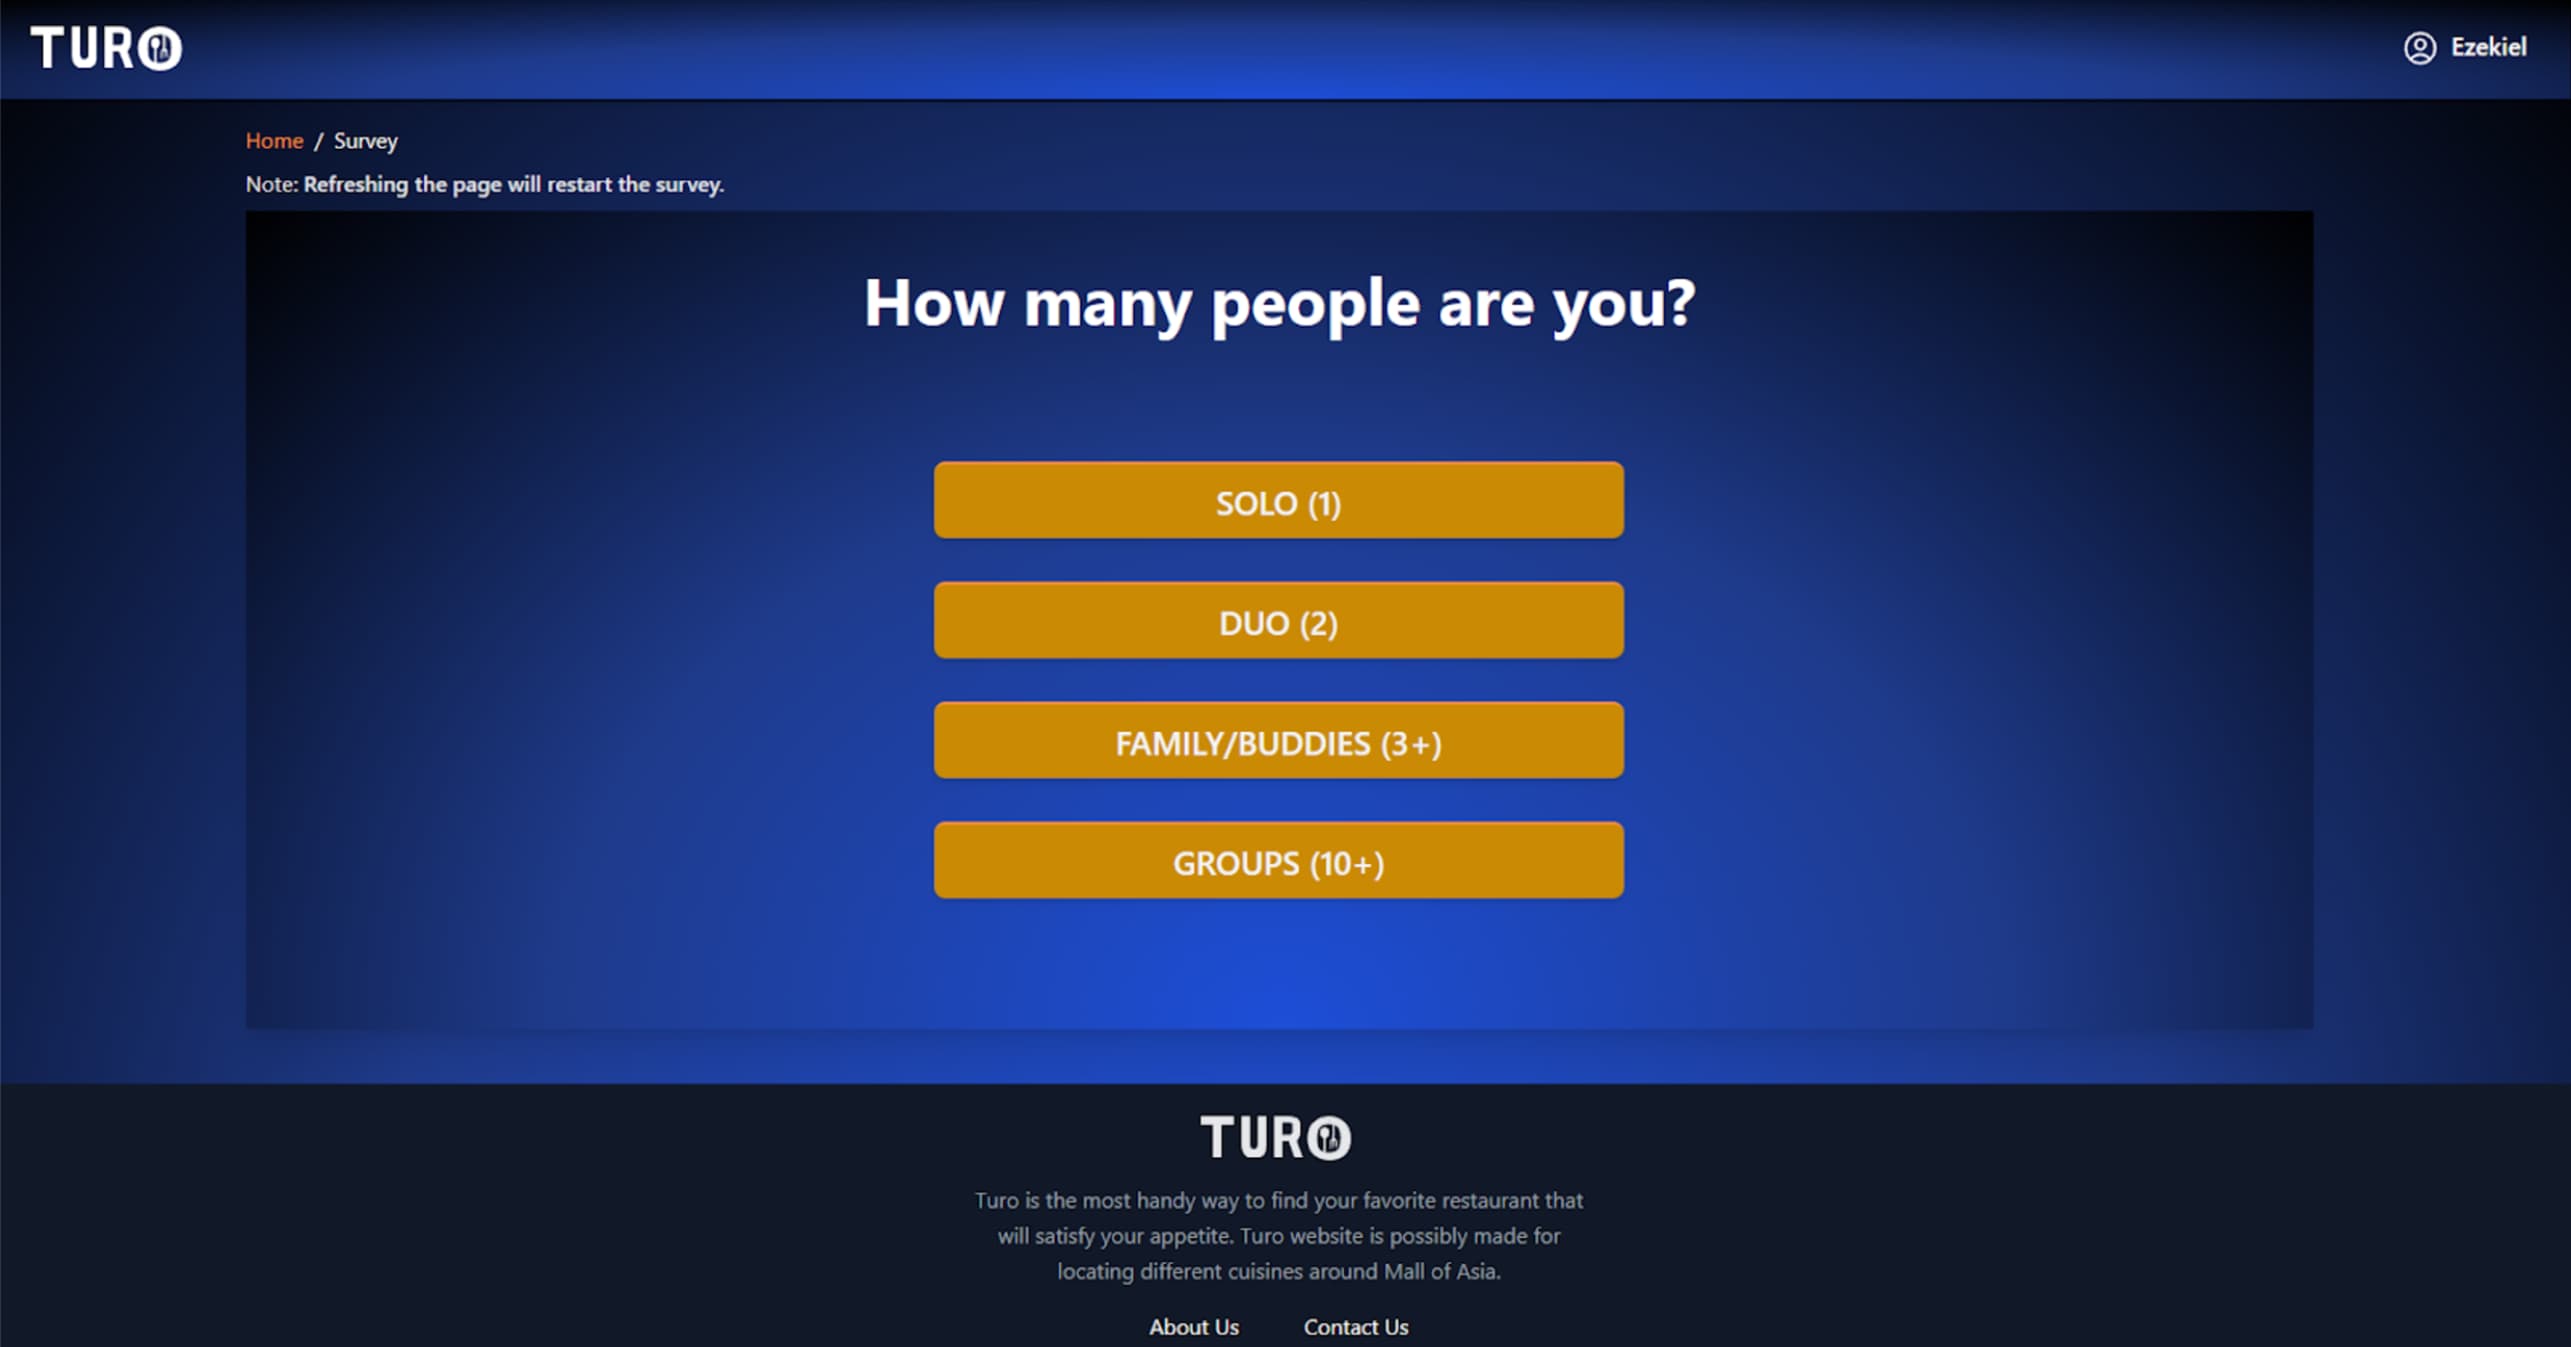 TURO
Ezekiel
Home / Survey
Note: Refreshing the page will restart the survey.
How many people are you?
SOLO (1)
DUO (2)
FAMILY/BUDDIES (3+)
GROUPS (10+)
TURO
Turo is the most handy way to find your favorite restaurant that
will satisfy your appetite. Turo website is possibly made for
locating different cuisines around Mall of Asia.
About Us Contact Us